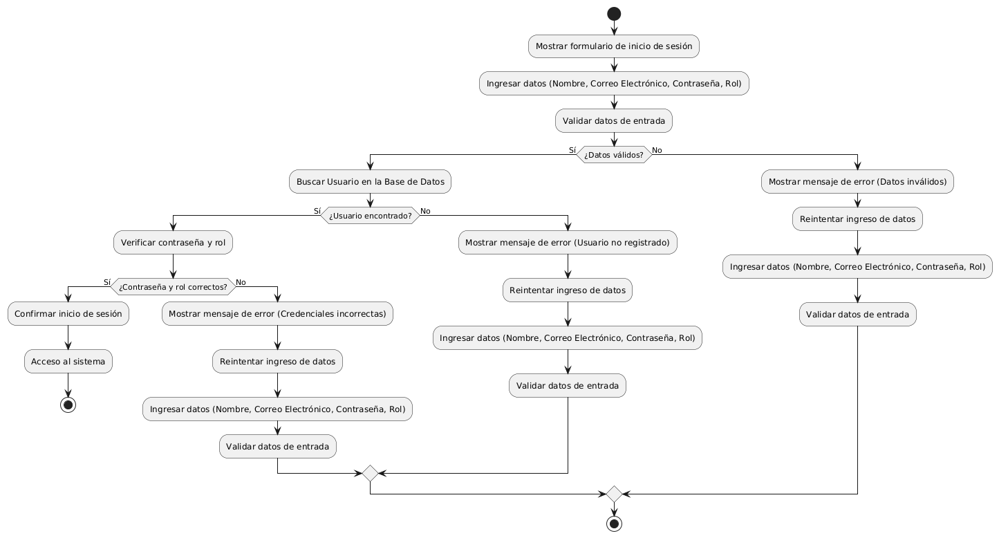 Mostrar formulario de inicio de sesión
Ingresar datos (Nombre, Correo Electrónico, Contraseña, Rol)
Validar datos de entrada
Sí
¿Datos válidos?
No
Buscar Usuario en la Base de Datos
Mostrar mensaje de error (Datos inválidos)
Sí
¿Usuario encontrado?
No
Reintentar ingreso de datos
Verificar contraseña y rol
Mostrar mensaje de error (Usuario no registrado)
Ingresar datos (Nombre, Correo Electrónico, Contraseña, Rol)
Sí
¿Contraseña y rol correctos?
No
Reintentar ingreso de datos
Confirmar inicio de sesión
Mostrar mensaje de error (Credenciales incorrectas)
Validar datos de entrada
Ingresar datos (Nombre, Correo Electrónico, Contraseña, Rol)
Acceso al sistema
Reintentar ingreso de datos
Validar datos de entrada
Ingresar datos (Nombre, Correo Electrónico, Contraseña, Rol)
Validar datos de entrada